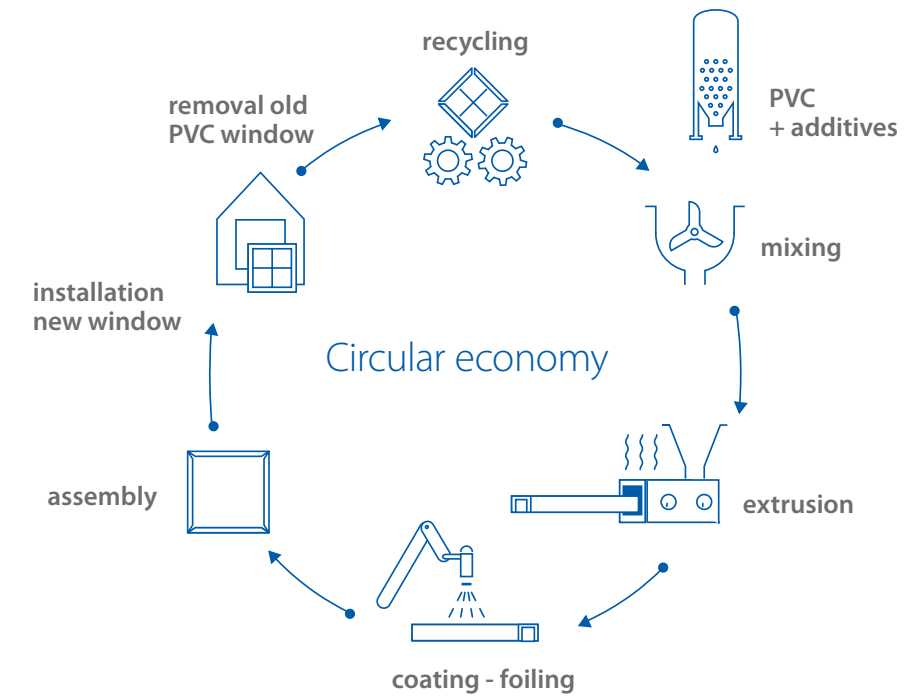 recycling
PVC
+ additives
removal old
PVC window
mixing
installation
new window
Circular economy
assembly
extrusion
coating - foiling